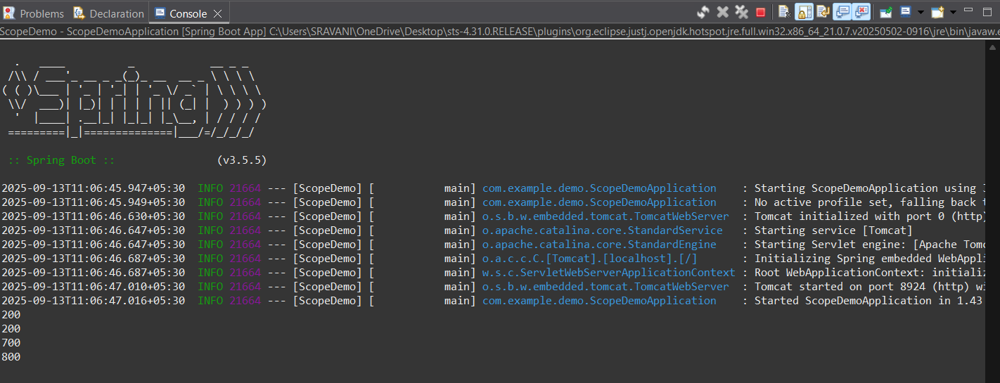 Problems Declaration Console
ScopeDemo - ScopeDemoApplication [Spring Boot App] C:\Users\SRAVANI\OneDrive\Desktop\sts-4.31.0.RELEASE\plugins\org.eclipse.justj.openjdk.hotspot.jre.full.win32.x86_64_21.0.7.v20250502-0916\jre\bin\javaw.e
  .   ____          _            __ _ _
 /\\ / ___'_ __ _ _(_)_ __  __ _ \ \ \ \
( ( )\___ | '_ | '_| | '_ \/ _` | \ \ \ \
 \\/  ___)| |_)| | | | | || (_| |  ) ) ) )
  '  |____| .__|_| |_|_| |_\__, | / / / /
 =========|_|==============|___/=/_/_/_/
 :: Spring Boot ::                (v3.5.5)
2025-09-13T11:06:45.947+05:30  INFO 21664 --- [ScopeDemo] [           main] com.example.demo.ScopeDemoApplication    : Starting ScopeDemoApplication using
2025-09-13T11:06:45.949+05:30  INFO 21664 --- [ScopeDemo] [           main] com.example.demo.ScopeDemoApplication    : No active profile set, falling back
2025-09-13T11:06:46.630+05:30  INFO 21664 --- [ScopeDemo] [           main] o.s.b.w.embedded.tomcat.TomcatWebServer  : Tomcat initialized with port 0 (http)
2025-09-13T11:06:46.647+05:30  INFO 21664 --- [ScopeDemo] [           main] o.apache.catalina.core.StandardService   : Starting service [Tomcat]
2025-09-13T11:06:46.647+05:30  INFO 21664 --- [ScopeDemo] [           main] o.apache.catalina.core.StandardEngine    : Starting Servlet engine: [Apache Tomc
2025-09-13T11:06:46.687+05:30  INFO 21664 --- [ScopeDemo] [           main] o.a.c.c.C.[Tomcat].[localhost].[/]       : Initializing Spring embedded WebAppli
2025-09-13T11:06:46.687+05:30  INFO 21664 --- [ScopeDemo] [           main] w.s.c.ServletWebServerApplicationContext : Root WebApplicationContext: initializ
2025-09-13T11:06:47.010+05:30  INFO 21664 --- [ScopeDemo] [           main] o.s.b.w.embedded.tomcat.TomcatWebServer  : Tomcat started on port 8924 (http) wi
2025-09-13T11:06:47.016+05:30  INFO 21664 --- [ScopeDemo] [           main] com.example.demo.ScopeDemoApplication    : Started ScopeDemoApplication in 1.43
200
200
700
800